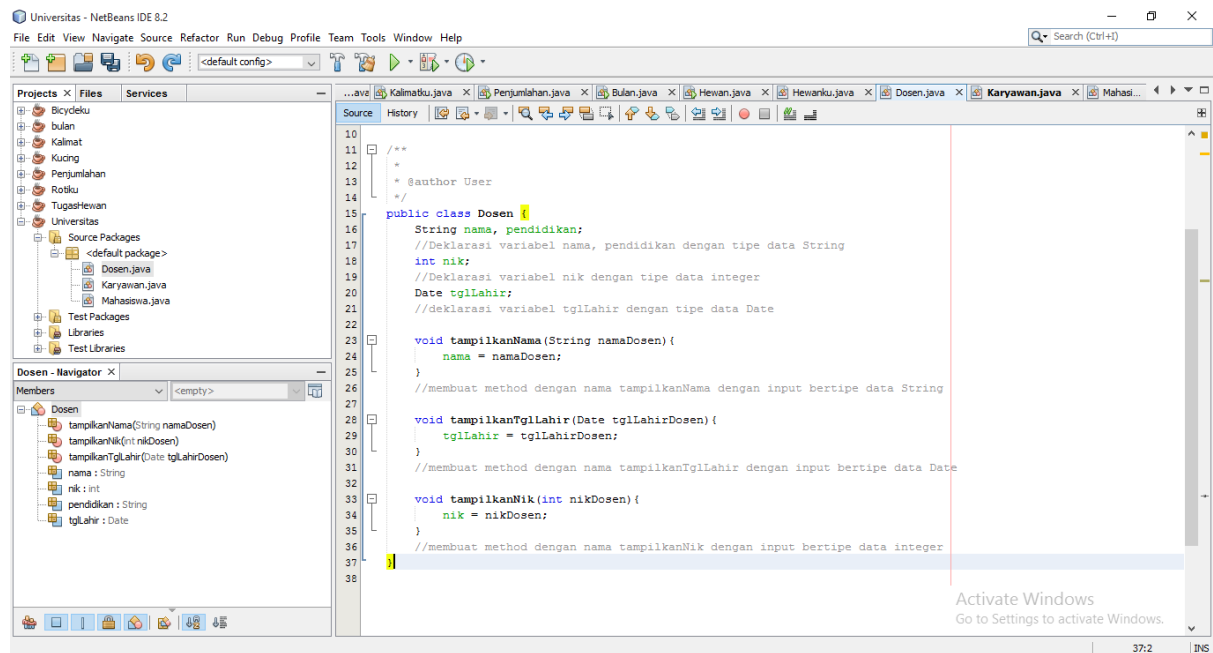 Universitas - NetBeans IDE 8.2
File Edit View Navigate Source Refactor Run Debug Profile Team Tools Window Help
Search (Ctrl+I)
<default config>
Projects Files Services
Bicycleku
bulan
Kalimat
Kucing
Penjumlahan
Rotiku
TugasHewan
Universitas
Source Packages
<default package>
Dosen.java
Karyawan.java
Mahasiswa.java
Test Packages
Libraries
Test Libraries
Dosen - Navigator
Members <empty>
Dosen
tampilkanNama(String namaDosen)
tampilkanNik(int nikDosen)
tampilkanTglLahir(Date tglLahirDosen)
nama : String
nik : int
pendidikan : String
tglLahir : Date
...ava Kalimatku.java Penjumlahan.java Bulan.java Hewan.java Hewanku.java Dosen.java Karyawan.java Mahasi...
Source History
10
11 /**
12 *
13 * @author User
14 */
15 public class Dosen {
16 String nama, pendidikan;
17 //Deklarasi variabel nama, pendidikan dengan tipe data String
18 int nik;
19 //Deklarasi variabel nik dengan tipe data integer
20 Date tglLahir;
21 //deklarasi variabel tglLahir dengan tipe data Date
22
23 void tampilkanNama(String namaDosen){
24 nama = namaDosen;
25 }
26 //membuat method dengan nama tampilkanNama dengan input bertipe data String
27
28 void tampilkanTglLahir(Date tglLahirDosen){
29 tglLahir = tglLahirDosen;
30 }
31 //membuat method dengan nama tampilkanTglLahir dengan input bertipe data Date
32
33 void tampilkanNik(int nikDosen){
34 nik = nikDosen;
35 }
36 //membuat method dengan nama tampilkanNik dengan input bertipe data integer
37 }
38
Activate Windows
Go to Settings to activate Windows.
37:2 INS